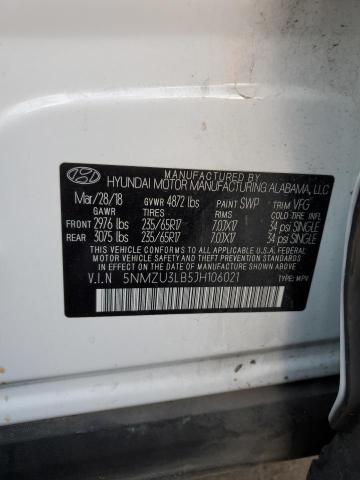 MANUFACTURED BY
HYUNDAI MOTOR MANUFACTURING ALABAMA, LLC
Mar/28/18 GVWR 4872 lbs PAINT SWP TRIM VFG
GAWR TIRES RIMS COLD TIRE INFL
FRONT 2976 lbs 235/65R17 7.0JX17 34 psi SINGLE
REAR 3075 lbs 235/65R17 7.0JX17 34 psi SINGLE
THIS VEHICLE CONFORMS TO ALL APPLICABLE U.S. FEDERAL
MOTOR VEHICLE SAFETY AND THEFT PREVENTION STANDARDS
IN EFFECT ON THE DATE OF MANUFACTURE SHOWN ABOVE.
V.I.N 5NMZU3LB5JH106021 TYPE: MPV